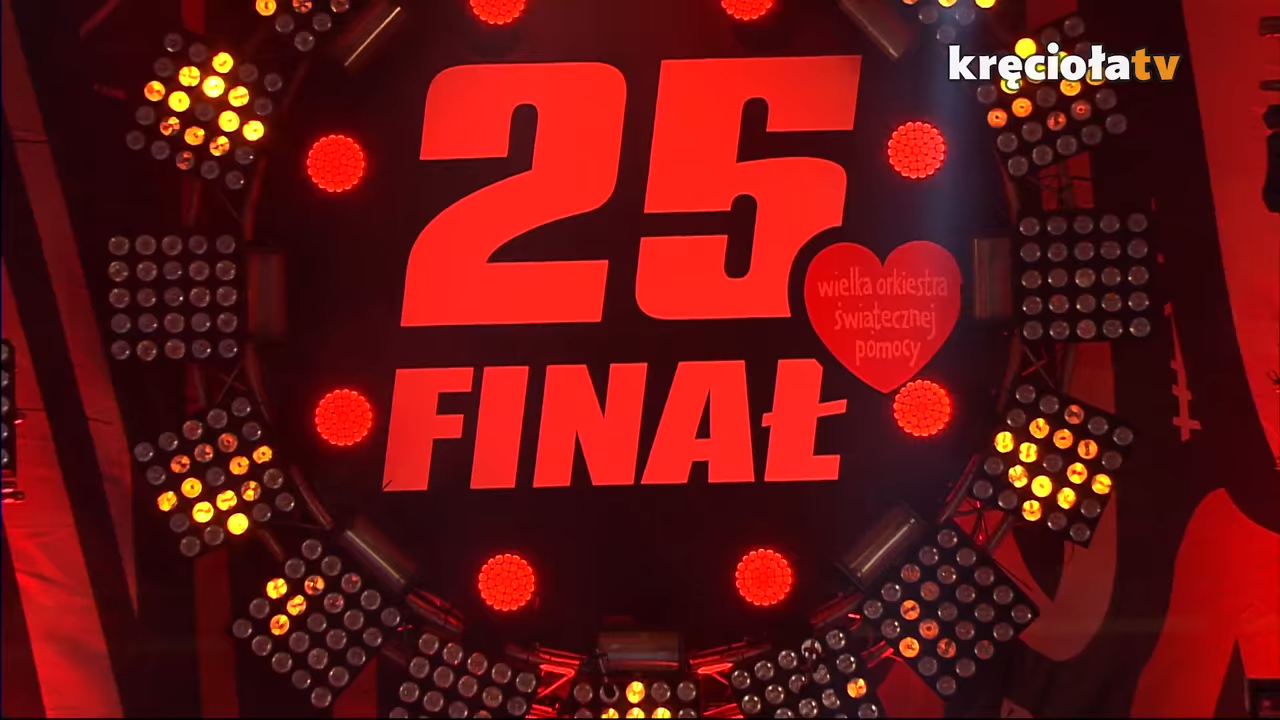 kręciołatv
25
FINAŁ
wielka orkiestra
świątecznej
pomocy